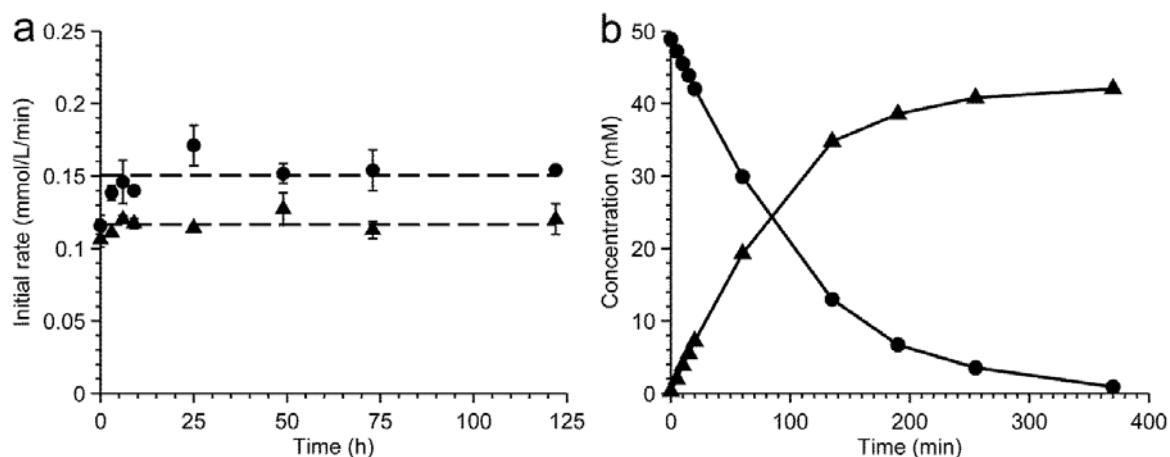 a
0.25
0.2
0.15
0.1
0.05
0
Initial rate (mmol/L/min)
0 25 50 75 100 125
Time (h)
b
50
40
30
20
10
0
Concentration (mM)
0 100 200 300 400
Time (min)